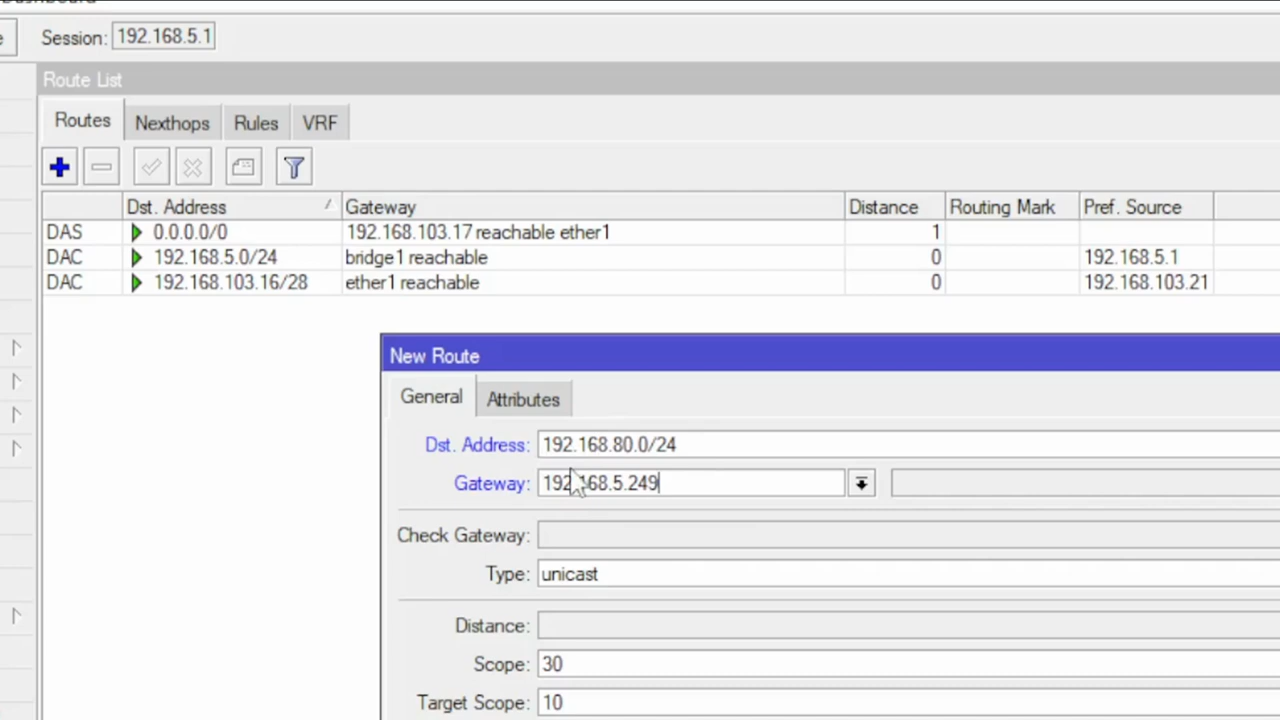 Session: 192.168.5.1
Route List
Routes Nexthops Rules VRF
Dst. Address Gateway Distance Routing Mark Pref. Source
DAS 0.0.0.0/0 192.168.103.17 reachable ether1 1
DAC 192.168.5.0/24 bridge1 reachable 0 192.168.5.1
DAC 192.168.103.16/28 ether1 reachable 0 192.168.103.21
New Route
General Attributes
Dst. Address: 192.168.80.0/24
Gateway: 192.168.5.249
Check Gateway:
Type: unicast
Distance:
Scope: 30
Target Scope: 10